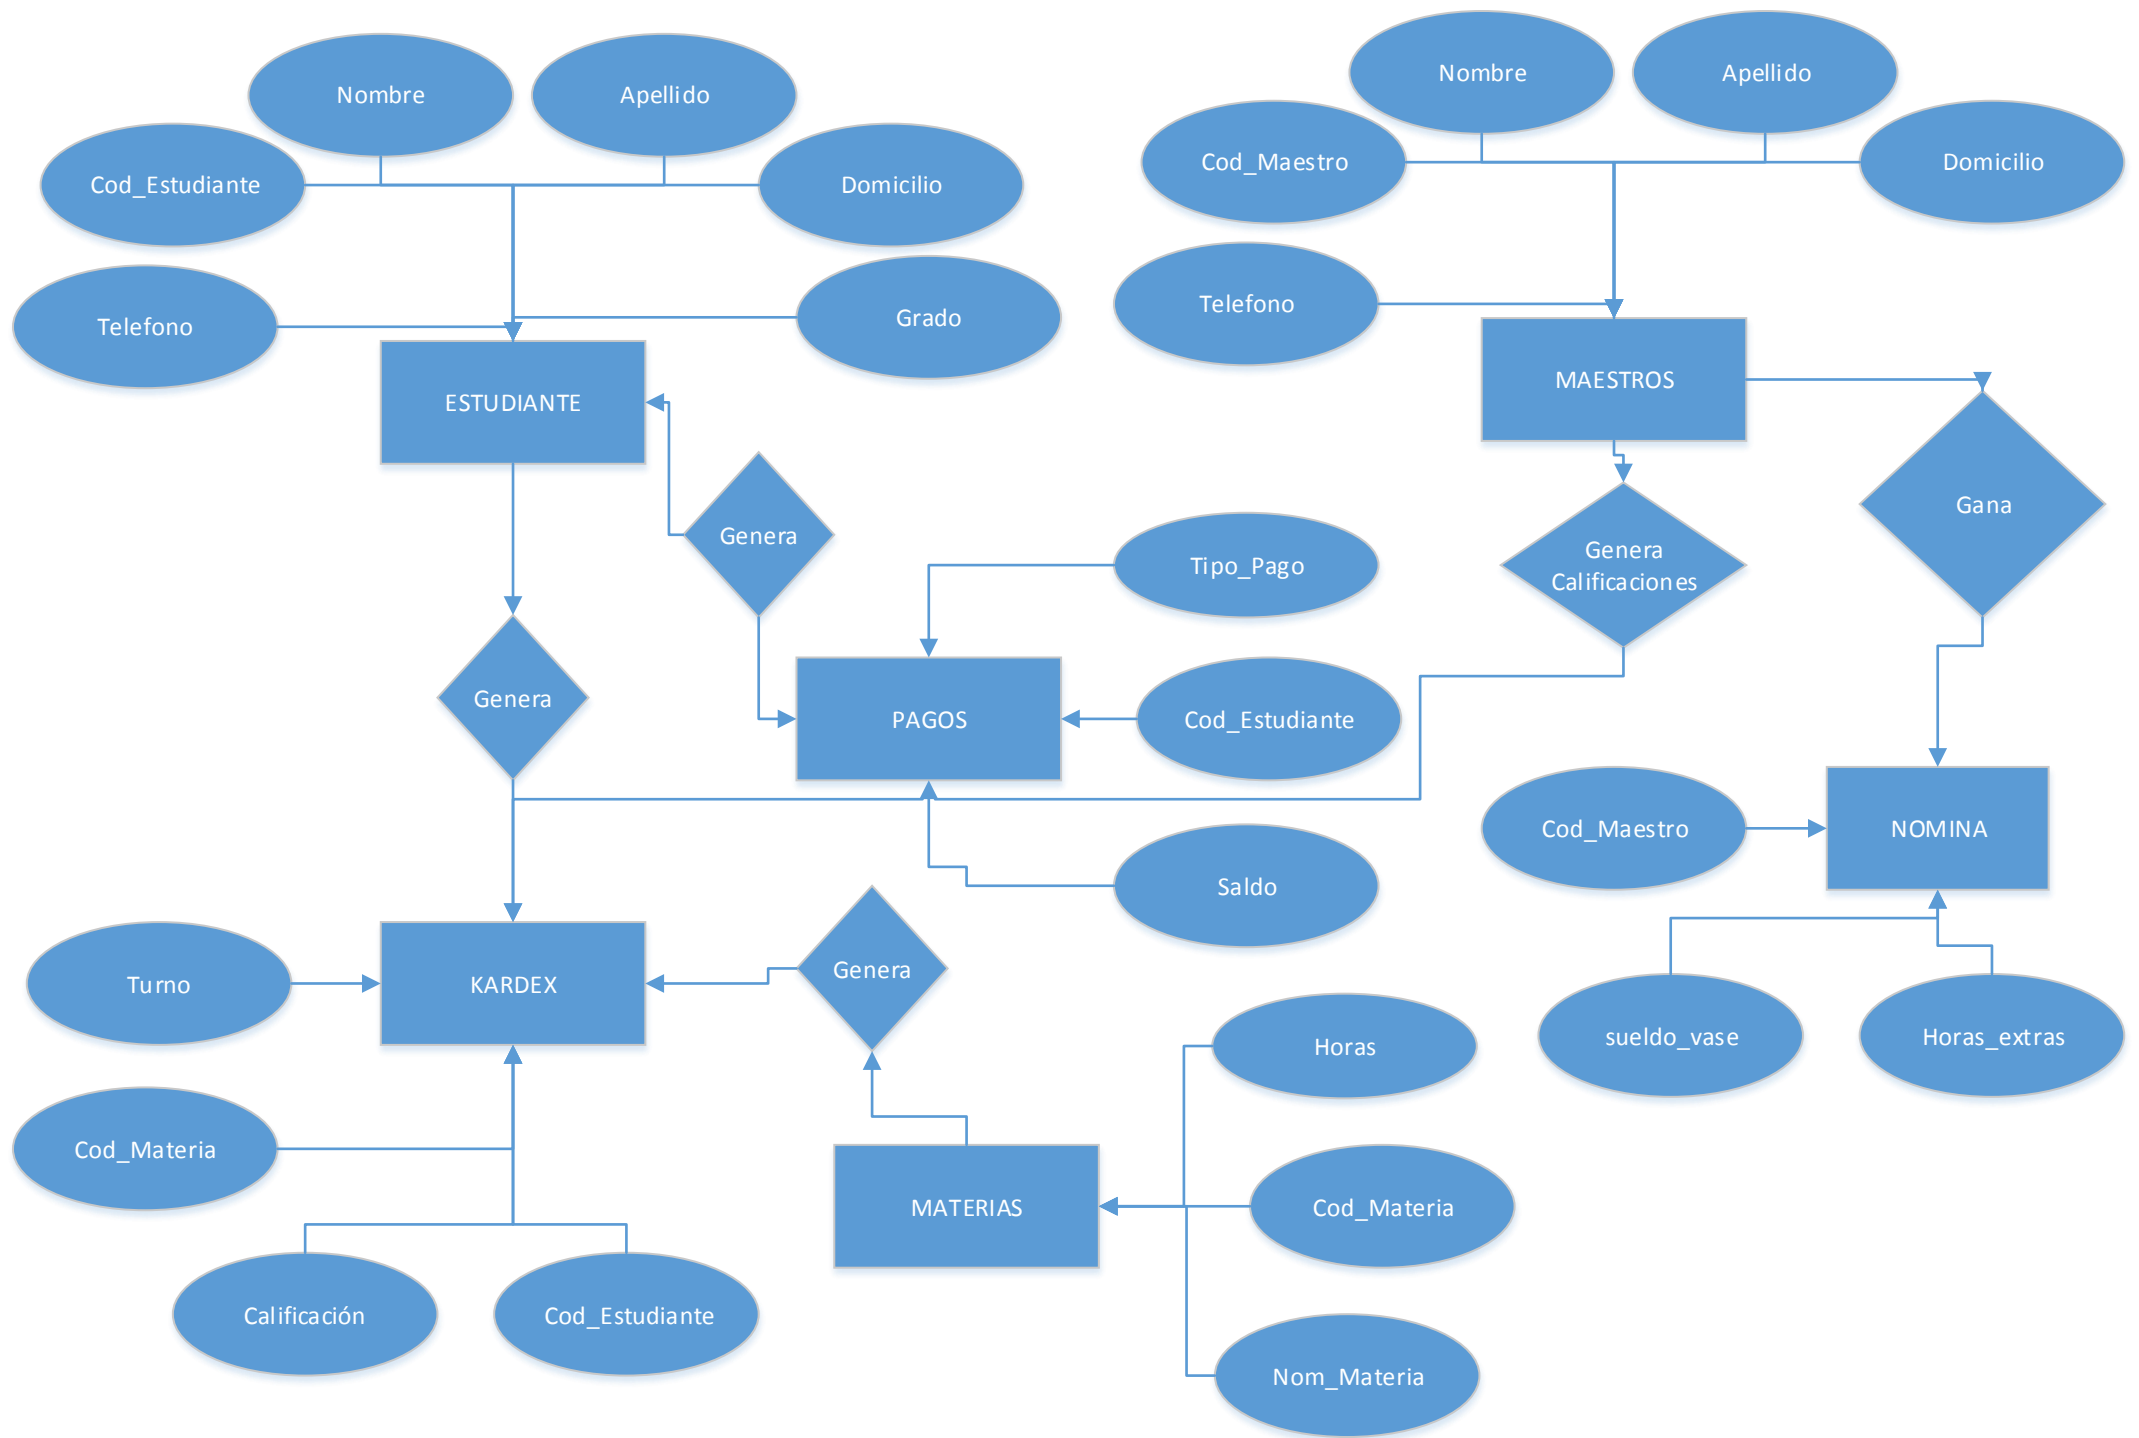 Nombre
Apellido
Nombre
Apellido
Cod_Estudiante
Domicilio
Cod_Maestro
Domicilio
Telefono
Grado
Telefono
ESTUDIANTE
MAESTROS
Genera
Gana
Tipo_Pago
Genera
Calificaciones
Genera
PAGOS
Cod_Estudiante
Cod_Maestro
NOMINA
Saldo
Turno
KARDEX
Genera
Horas
sueldo_vase
Horas_extras
Cod_Materia
MATERIAS
Cod_Materia
Calificación
Cod_Estudiante
Nom_Materia